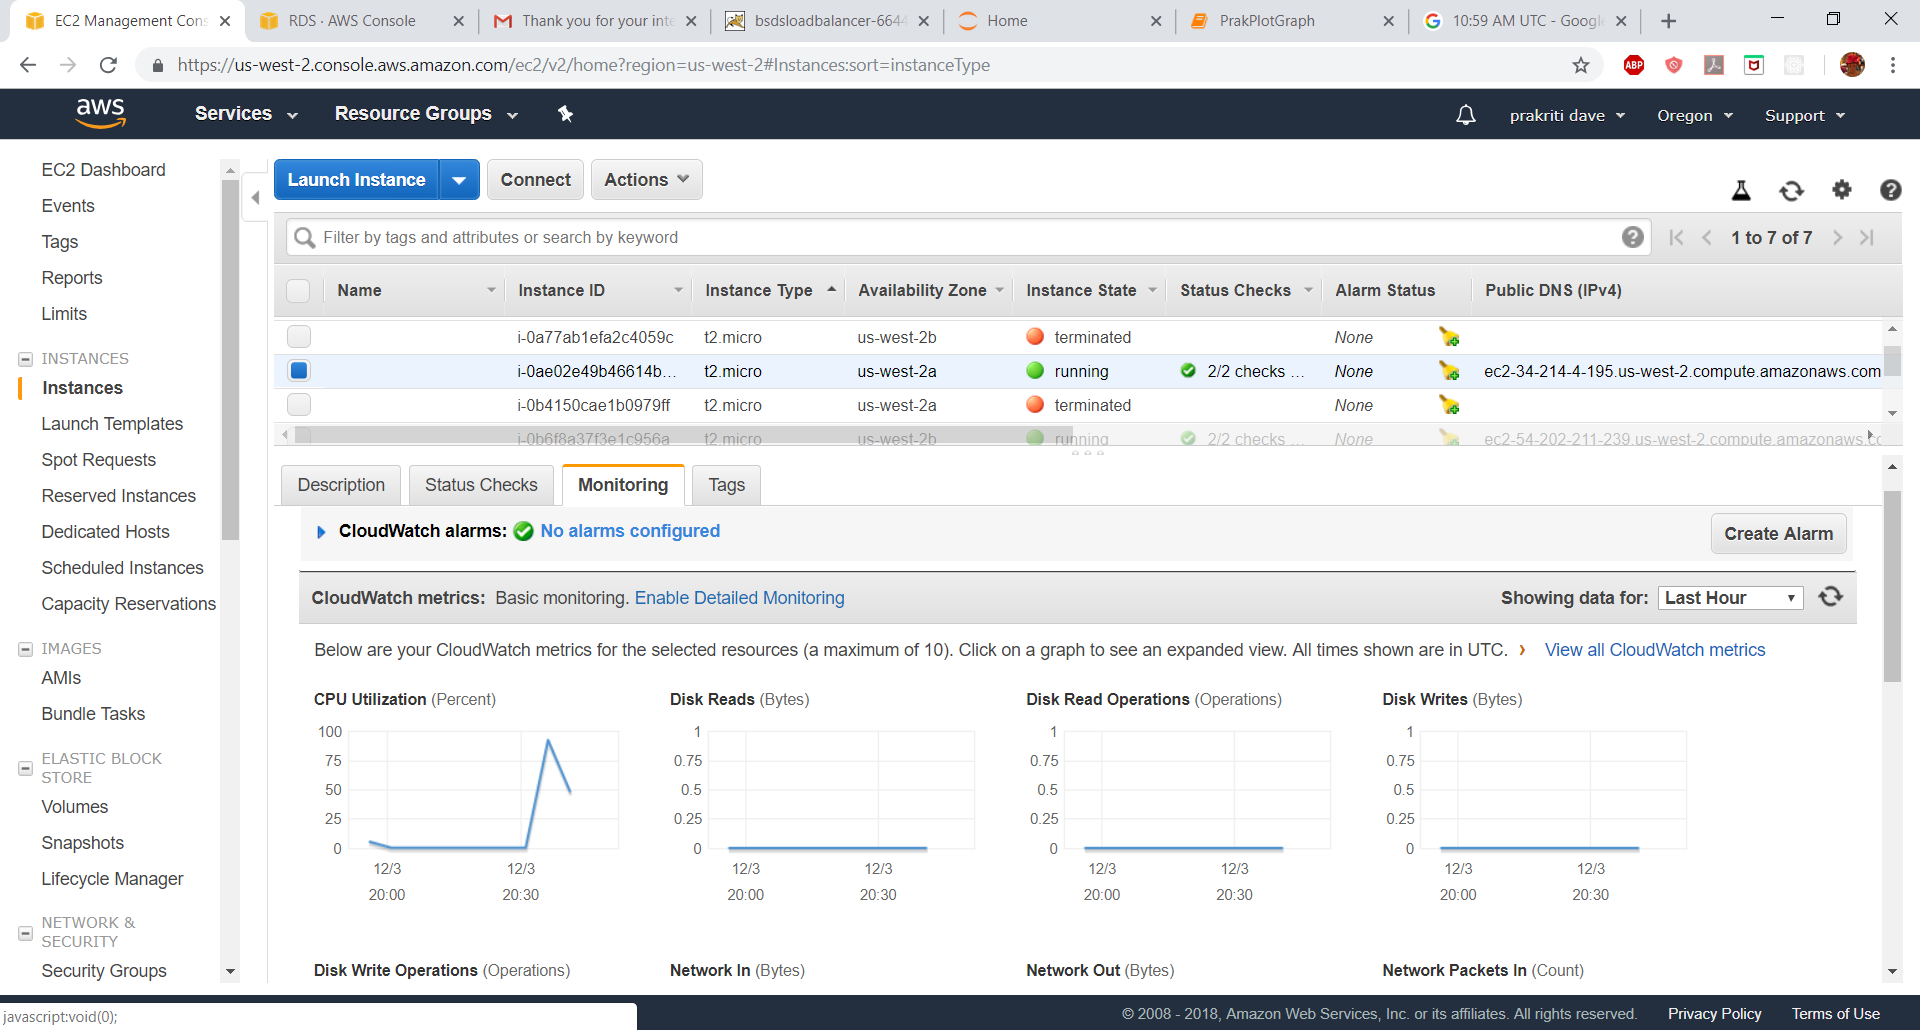 EC2 Management Cons
RDS - AWS Console
Thank you for your inte
bsdsloadbalancer-6644
Home
PrakPlotGraph
10:59 AM UTC - Google
https://us-west-2.console.aws.amazon.com/ec2/v2/home?region=us-west-2#Instances:sort=instanceType
ABP
aws
Services
Resource Groups
prakriti dave
Oregon
Support
EC2 Dashboard
Events
Tags
Reports
Limits
INSTANCES
Instances
Launch Templates
Spot Requests
Reserved Instances
Dedicated Hosts
Scheduled Instances
Capacity Reservations
IMAGES
AMIs
Bundle Tasks
ELASTIC BLOCK
STORE
Volumes
Snapshots
Lifecycle Manager
NETWORK &
SECURITY
Security Groups
Launch Instance
Connect
Actions
Filter by tags and attributes or search by keyword
1 to 7 of 7
Name Instance ID Instance Type Availability Zone Instance State Status Checks Alarm Status Public DNS (IPv4)
i-0a77ab1efa2c4059c t2.micro us-west-2b terminated None
i-0ae02e49b46614b... t2.micro us-west-2a running 2/2 checks ... None ec2-34-214-4-195.us-west-2.compute.amazonaws.com
i-0b4150cae1b0979ff t2.micro us-west-2a terminated None
i-0b6f8a37f3e1c956a t2.micro us-west-2b running 2/2 checks ... None ec2-54-202-211-239.us-west-2.compute.amazonaws.co
Description
Status Checks
Monitoring
Tags
CloudWatch alarms: No alarms configured
Create Alarm
CloudWatch metrics: Basic monitoring. Enable Detailed Monitoring
Showing data for: Last Hour
Below are your CloudWatch metrics for the selected resources (a maximum of 10). Click on a graph to see an expanded view. All times shown are in UTC. › View all CloudWatch metrics
CPU Utilization (Percent)
100
75
50
25
0
12/3 12/3
20:00 20:30
Disk Reads (Bytes)
1
0.75
0.5
0.25
0
12/3 12/3
20:00 20:30
Disk Read Operations (Operations)
1
0.75
0.5
0.25
0
12/3 12/3
20:00 20:30
Disk Writes (Bytes)
1
0.75
0.5
0.25
0
12/3 12/3
20:00 20:30
Disk Write Operations (Operations)
Network In (Bytes)
Network Out (Bytes)
Network Packets In (Count)
javascript:void(0);
© 2008 - 2018, Amazon Web Services, Inc. or its affiliates. All rights reserved.
Privacy Policy
Terms of Use